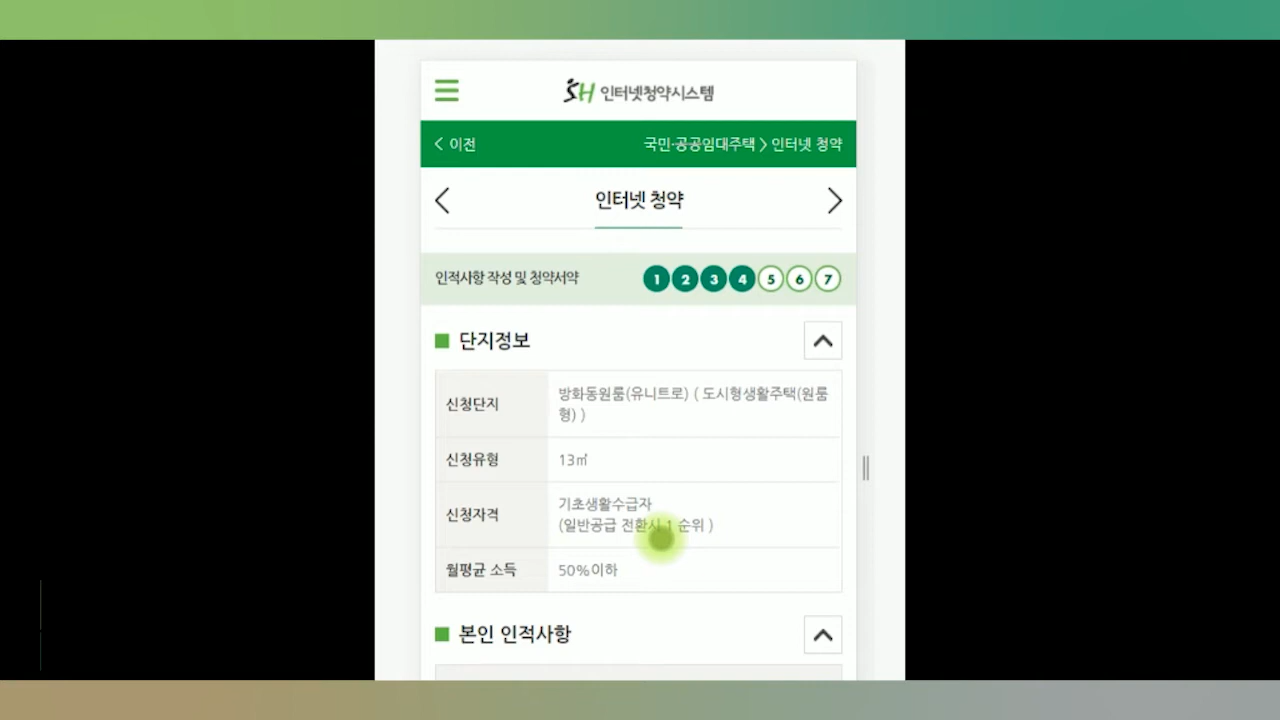 SH 인터넷청약시스템
이전 국민·공공임대주택 > 인터넷 청약
인터넷 청약
인적사항 작성 및 청약서약 1 2 3 4 5 6 7
단지정보
신청단지 방화동원룸(유니트로) ( 도시형생활주택(원룸
형) )
신청유형 13㎡
신청자격 기초생활수급자
(일반공급 전환시 1 순위 )
월평균 소득 50%이하
본인 인적사항